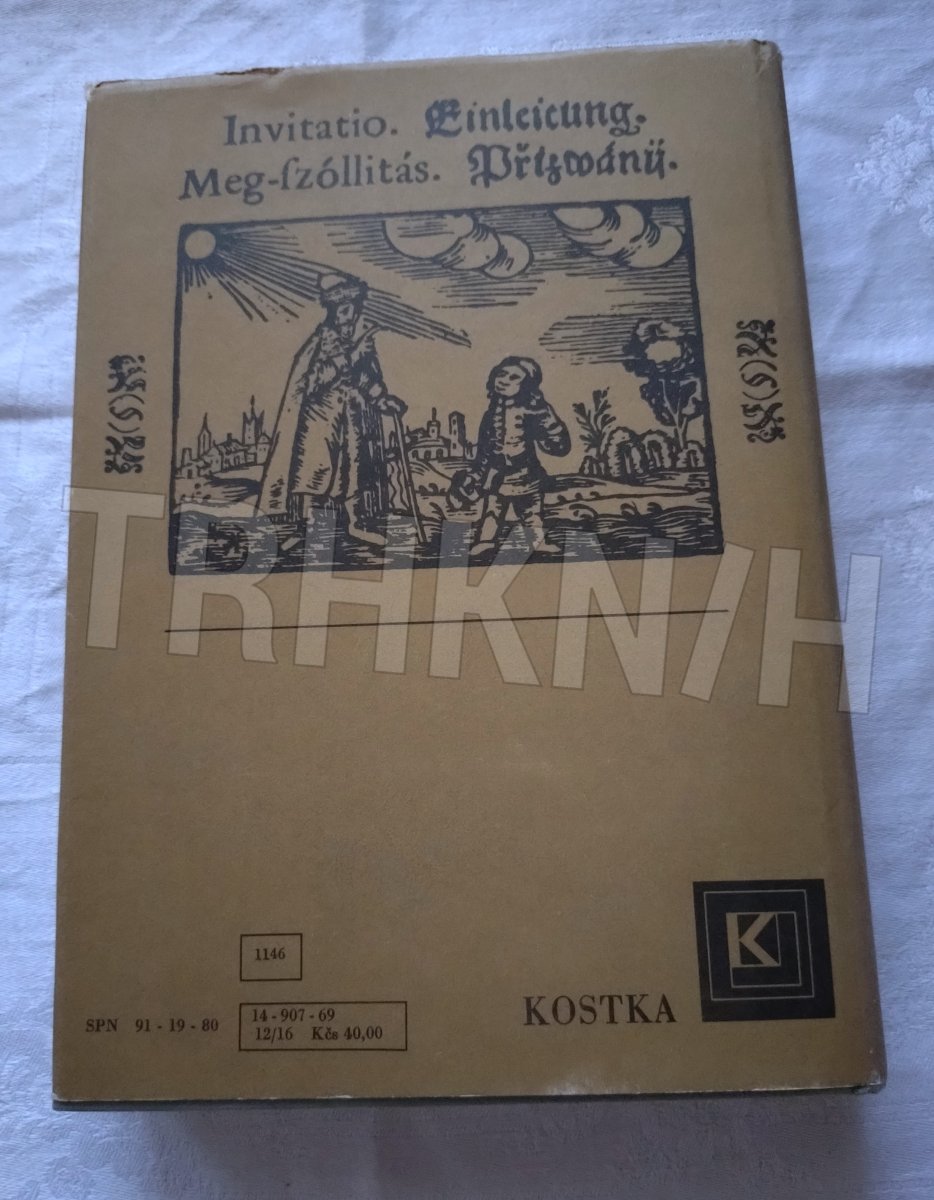 Invitatio. Einleitung.
Meg-ſzóllitás. Přizwánij.
TRHKNIH
1146
SPN 91 - 19 - 80
14 - 907 - 69
12/16 Kčs 40,00
KOSTKA
K